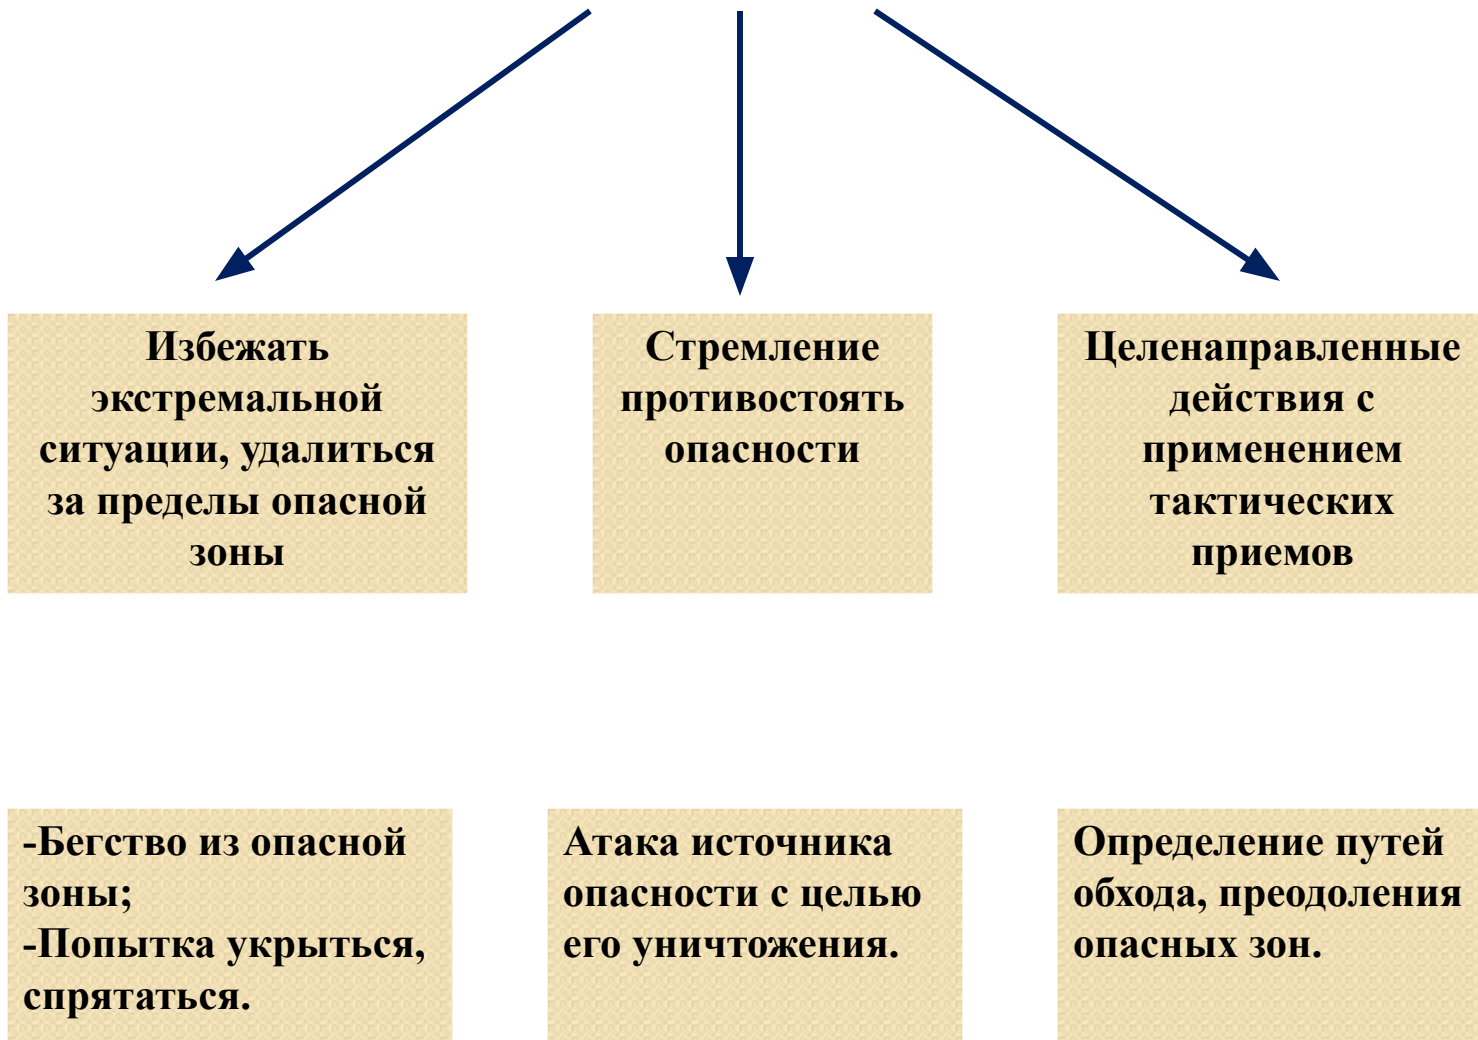 Избежать
экстремальной
ситуации, удалиться
за пределы опасной
зоны
Стремление
противостоять
опасности
Целенаправленные
действия с
применением
тактических
приемов
-Бегство из опасной
зоны;
-Попытка укрыться,
спрятаться.
Атака источника
опасности с целью
его уничтожения.
Определение путей
обхода, преодоления
опасных зон.